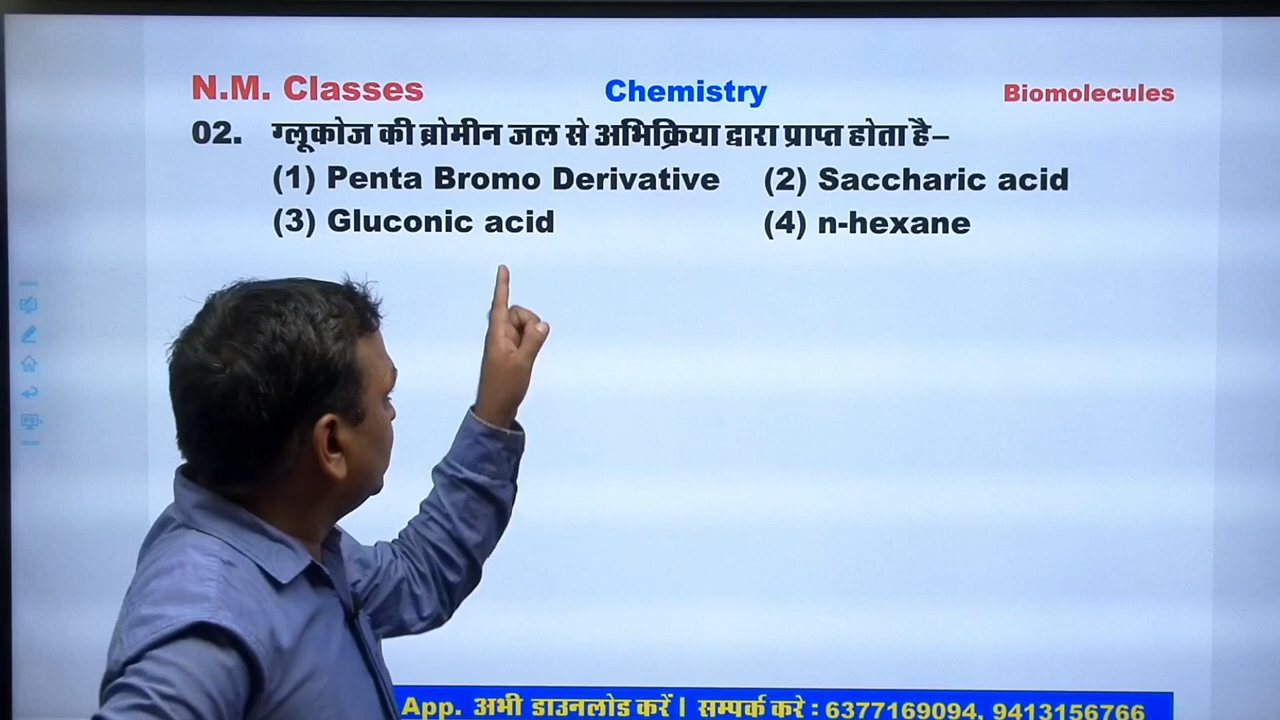 N.M. Classes Chemistry Biomolecules
02. ग्लूकोज की ब्रोमीन जल से अभिक्रिया द्वारा प्राप्त होता है–
(1) Penta Bromo Derivative (2) Saccharic acid
(3) Gluconic acid (4) n-hexane
App. अभी डाउनलोड करें। सम्पर्क करे : 6377169094, 9413156766